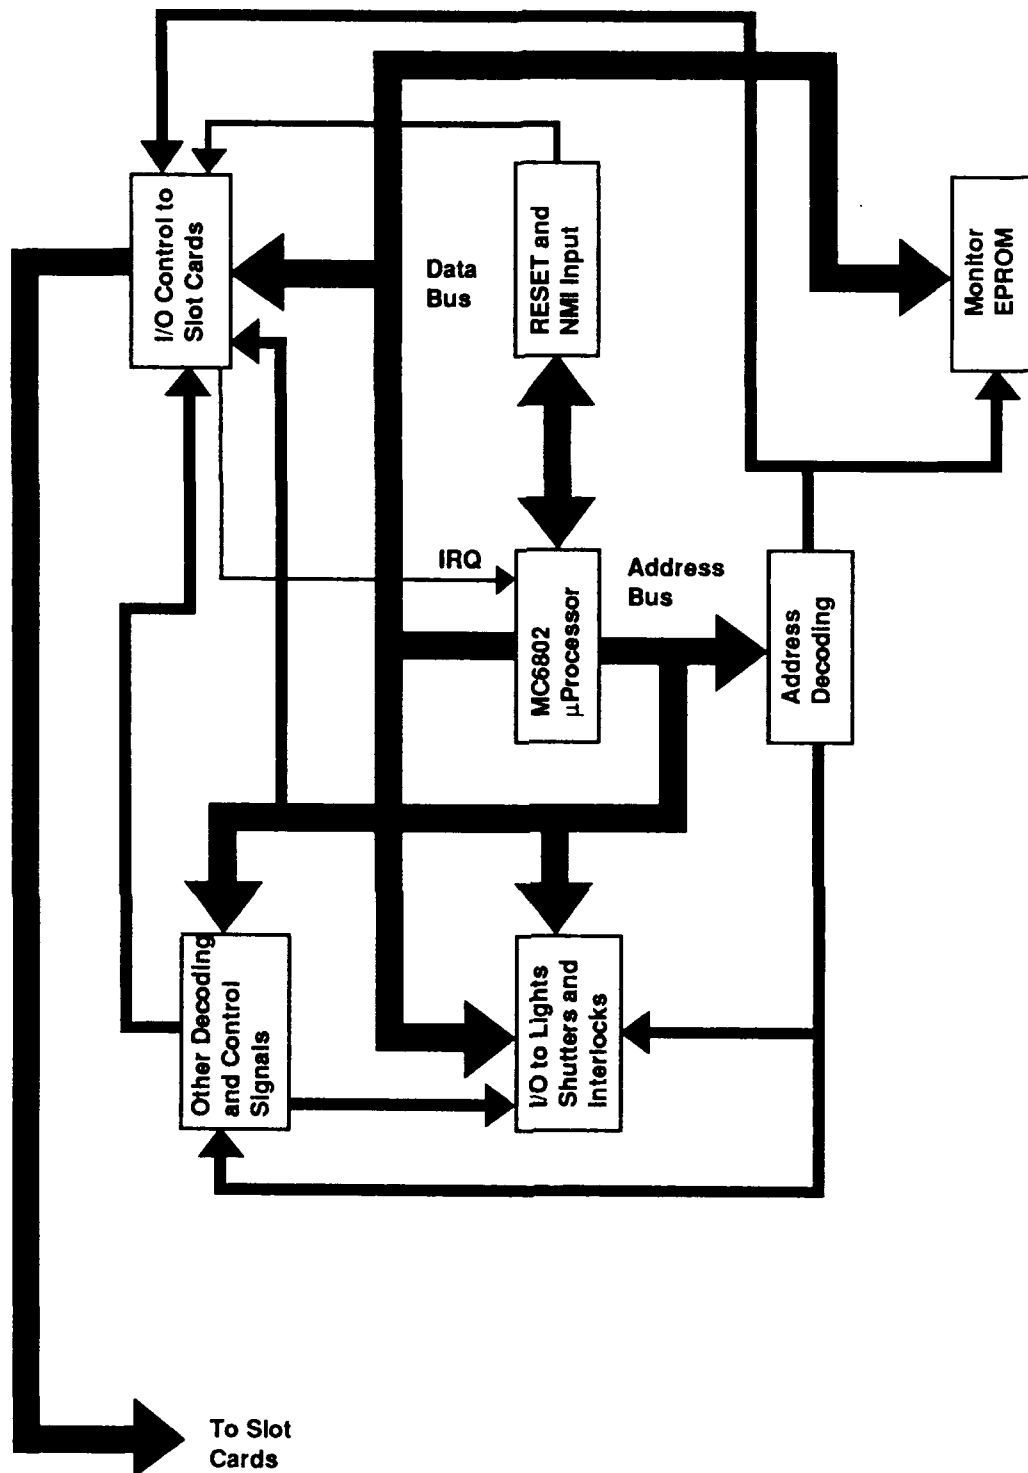 I/O Control to
Slot Cards
RESET and
NMI Input
Monitor
EPROM
Data
Bus
IRQ
MC6802
µProcessor
Address
Bus
Address
Decoding
Other Decoding
and Control
Signals
I/O to Lights
Shutters and
Interlocks
To Slot
Cards